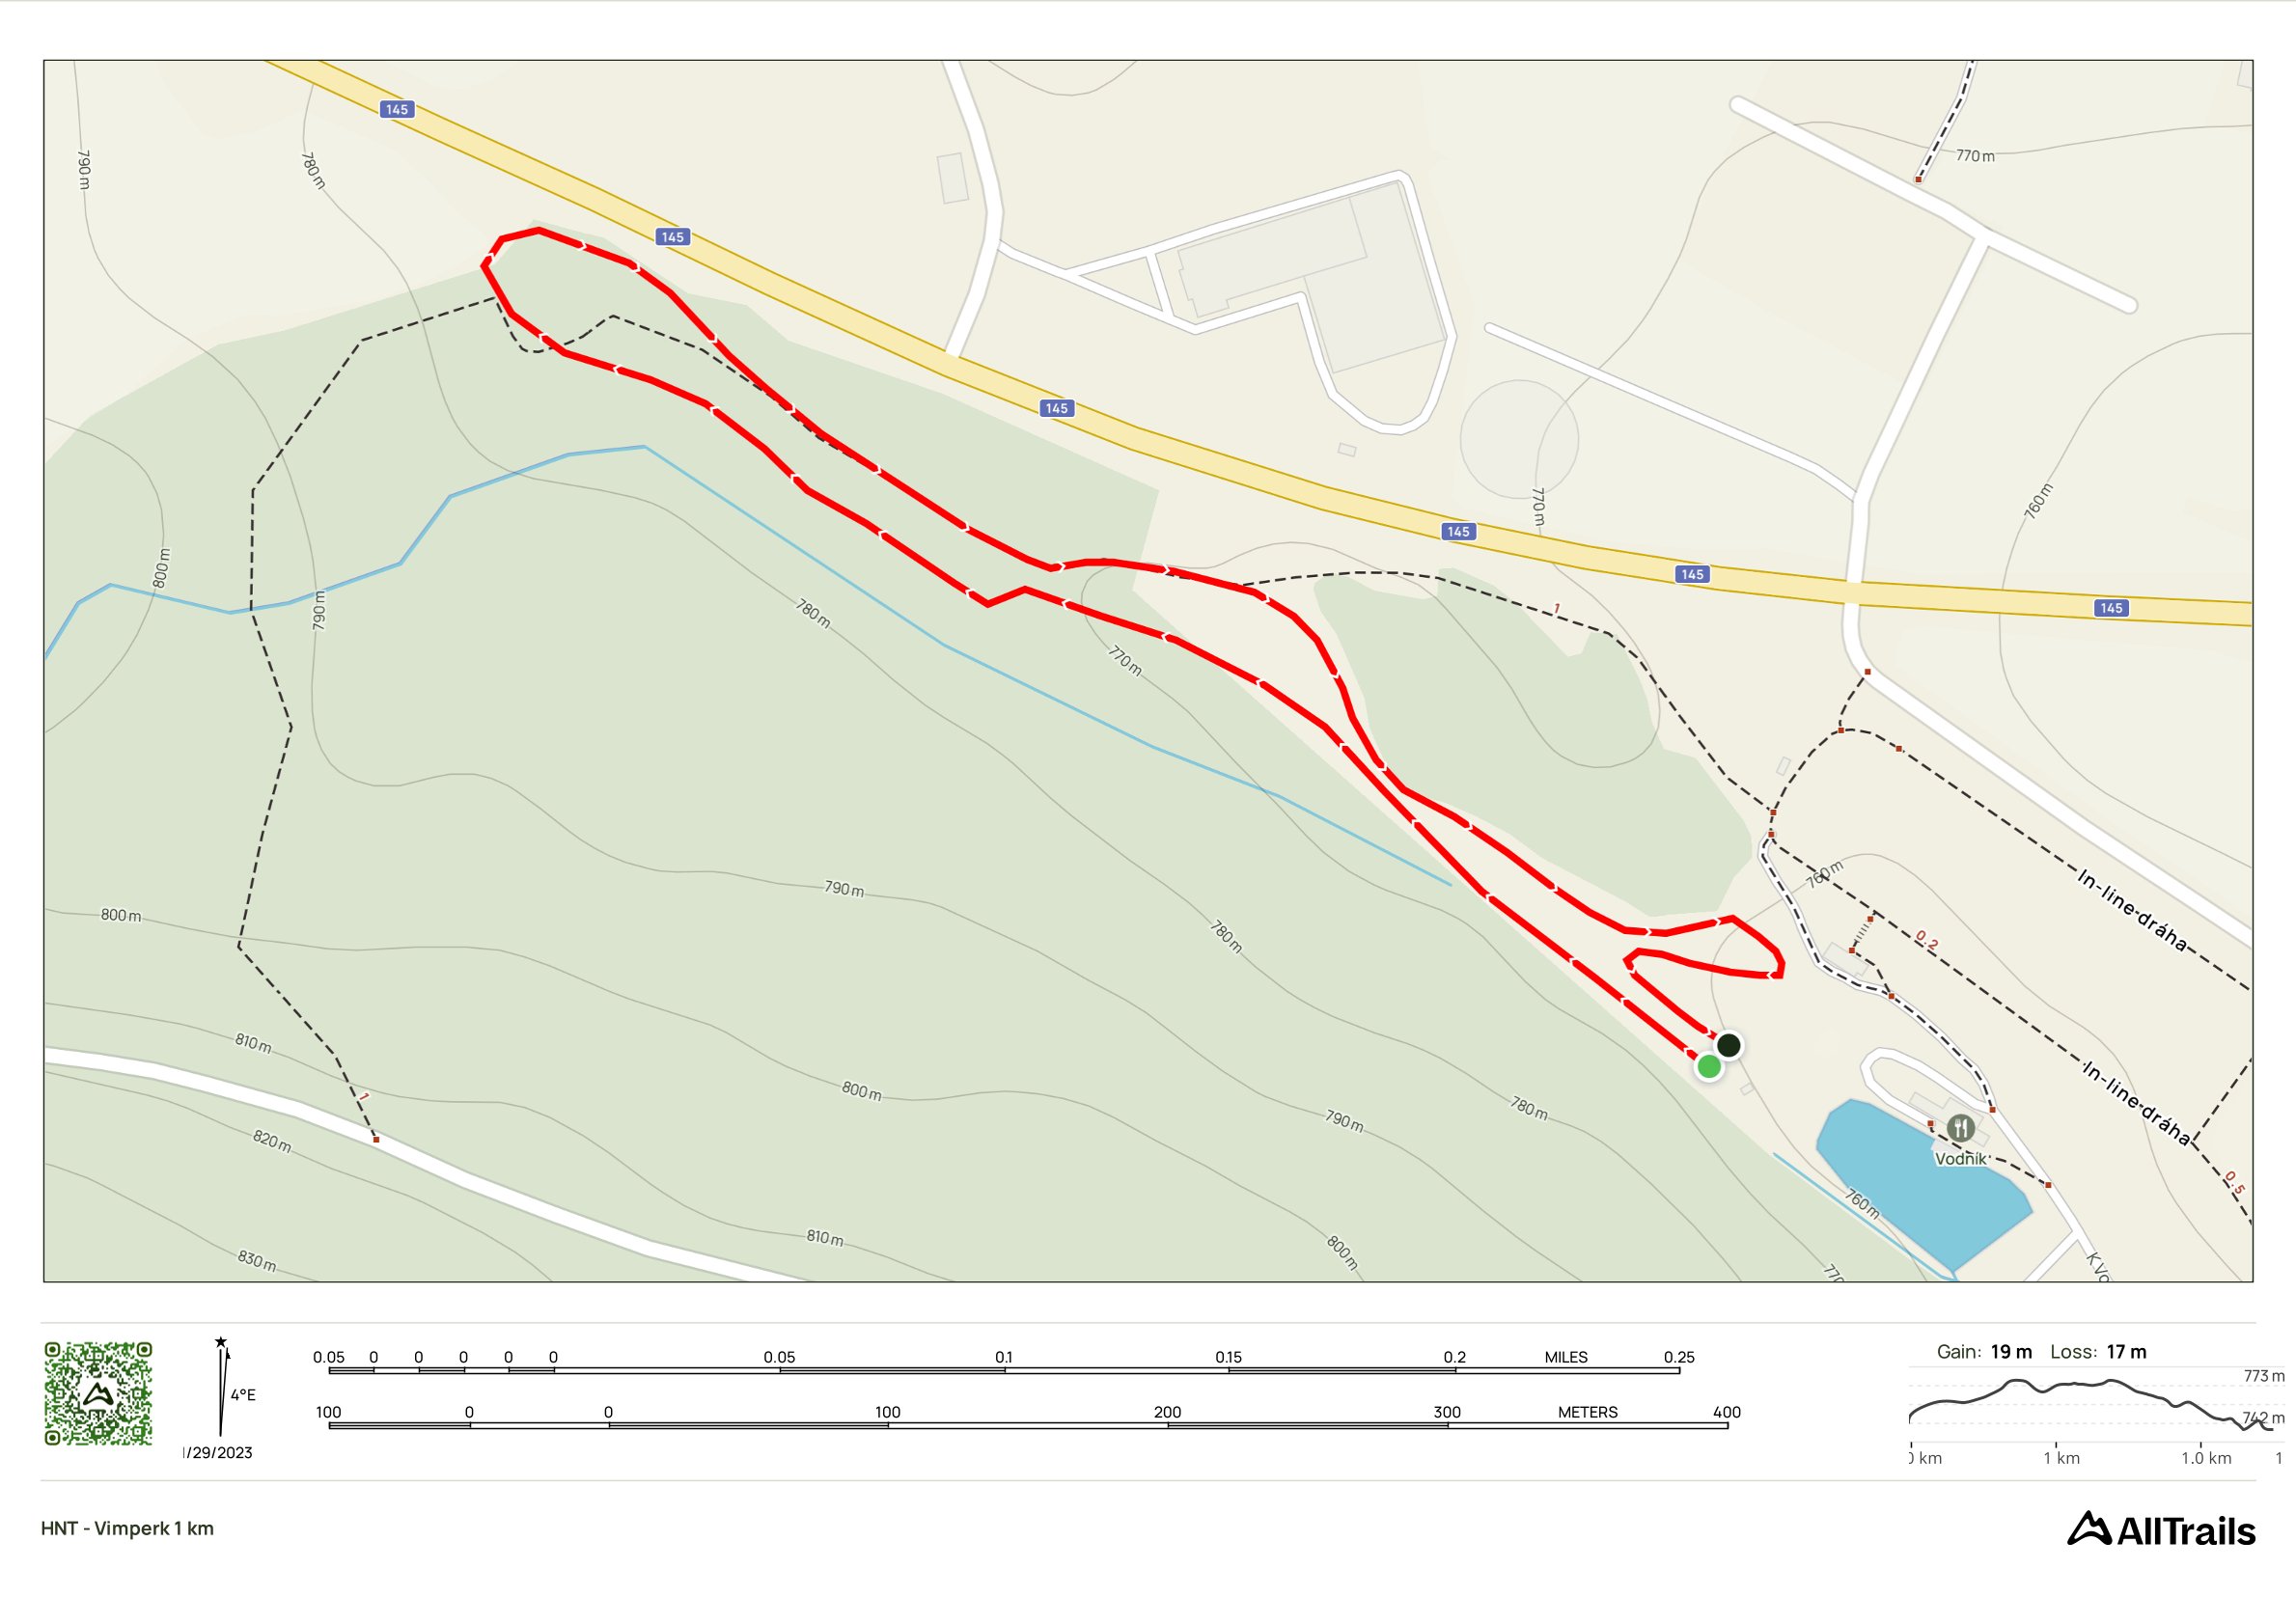 145
790 m
780 m
770 m
145
145
760 m
770 m
145
800 m
145
790 m
780 m
1
145
770 m
760 m
In-line dráha
790 m
800 m
780 m
0.2
810 m
In-line dráha
800 m
1
780 m
790 m
820 m
Vodník
0.5
760 m
810 m
800 m
830 m
770
K Vo
0.05 0 0 0 0 0 0.05 0.1 0.15 0.2 MILES 0.25
100 0 0 100 200 300 METERS 400
4°E
/29/2023
Gain: 19 m Loss: 17 m
773 m
742 m
0 km 1 km 1.0 km 1
HNT - Vimperk 1 km
AllTrails